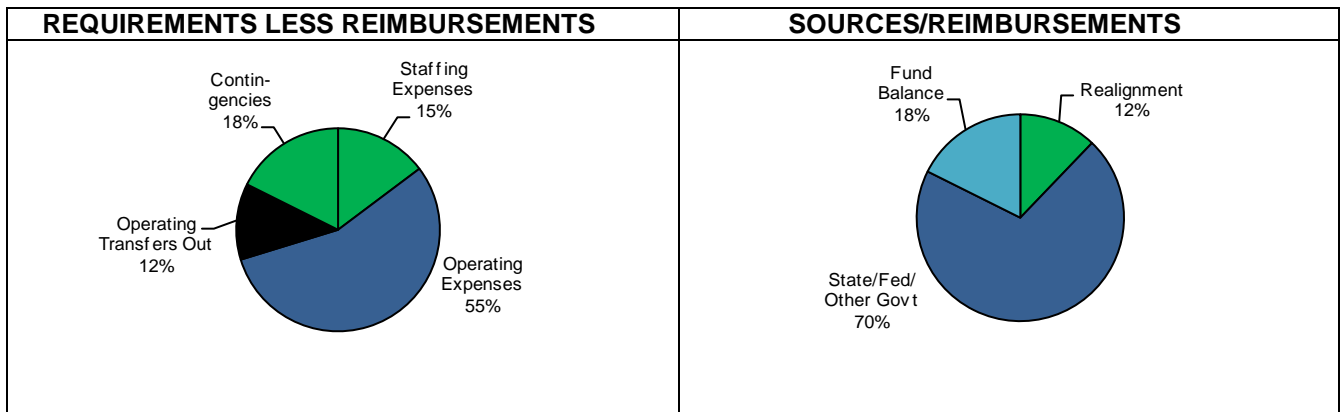 REQUIREMENTS LESS REIMBURSEMENTS
Contin-
gencies
18%
Staffing
Expenses
15%
Operating
Transfers Out
12%
Operating
Expenses
55%
SOURCES/REIMBURSEMENTS
Fund
Balance
18%
Realignment
12%
State/Fed/
Other Govt
70%